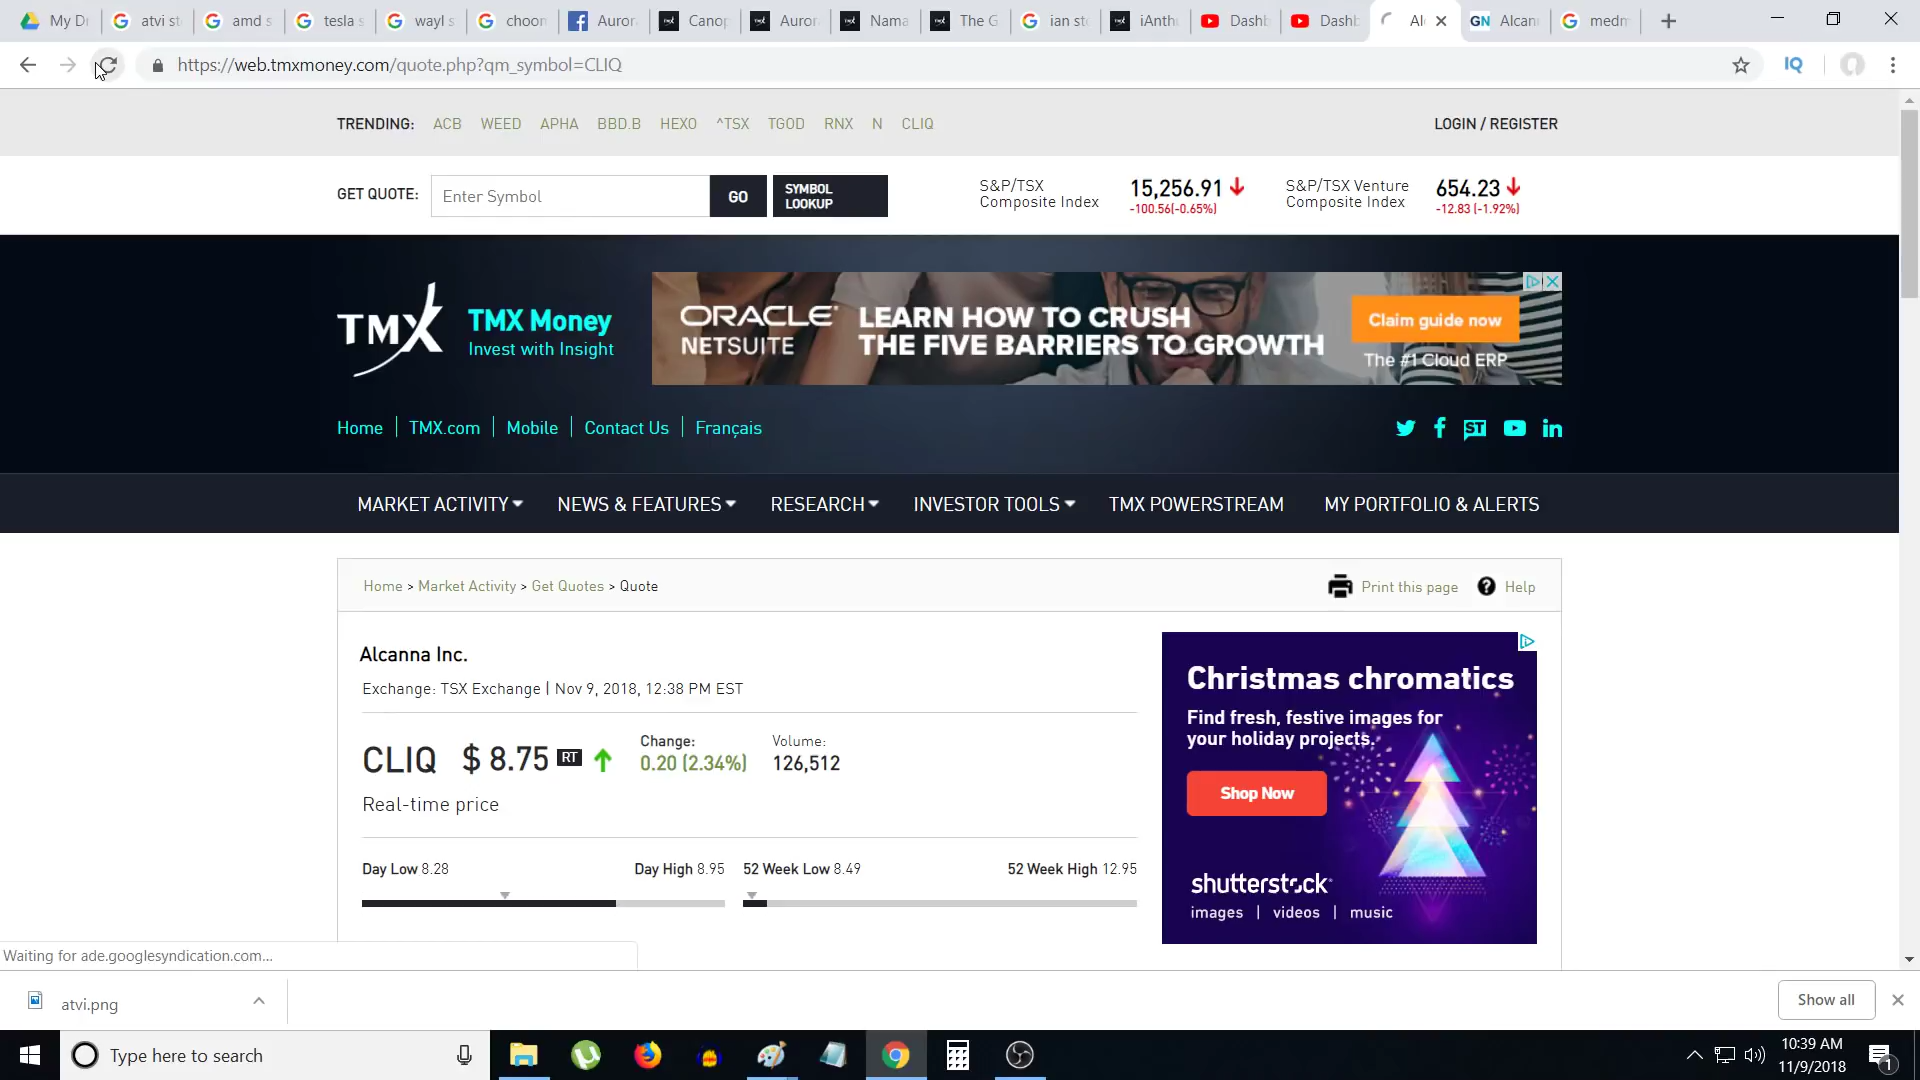 My Dr
atvi st
amd s
tesla s
wayl s
choom
Auror
Canop
Auror
Nama
The G
ian sto
iAnthu
Dashb
Dashb
Alc
GN Alcann
medm
https://web.tmxmoney.com/quote.php?qm_symbol=CLIQ
IQ
TRENDING: ACB WEED APHA BBD.B HEXO ^TSX TGOD RNX N CLIQ
LOGIN / REGISTER
GET QUOTE:
Enter Symbol
GO
SYMBOL
LOOKUP
S&P/TSX
Composite Index
15,256.91
-100.56(-0.65%)
S&P/TSX Venture
Composite Index
654.23
-12.83 (-1.92%)
TMX
TMX Money
Invest with Insight
ORACLE
NETSUITE
LEARN HOW TO CRUSH
THE FIVE BARRIERS TO GROWTH
Claim guide now
The #1 Cloud ERP
Home TMX.com Mobile Contact Us Français
ST
MARKET ACTIVITY NEWS & FEATURES RESEARCH INVESTOR TOOLS TMX POWERSTREAM MY PORTFOLIO & ALERTS
Home > Market Activity > Get Quotes > Quote
Print this page
Help
Alcanna Inc.
Exchange: TSX Exchange | Nov 9, 2018, 12:38 PM EST
CLIQ $ 8.75 RT
Change:
0.20 (2.34%)
Volume:
126,512
Real-time price
Day Low 8.28 Day High 8.95
52 Week Low 8.49 52 Week High 12.95
Christmas chromatics
Find fresh, festive images for
your holiday projects.
Shop Now
shutterstock
images | videos | music
Waiting for ade.googlesyndication.com...
atvi.png
Show all
Type here to search
10:39 AM
11/9/2018
1